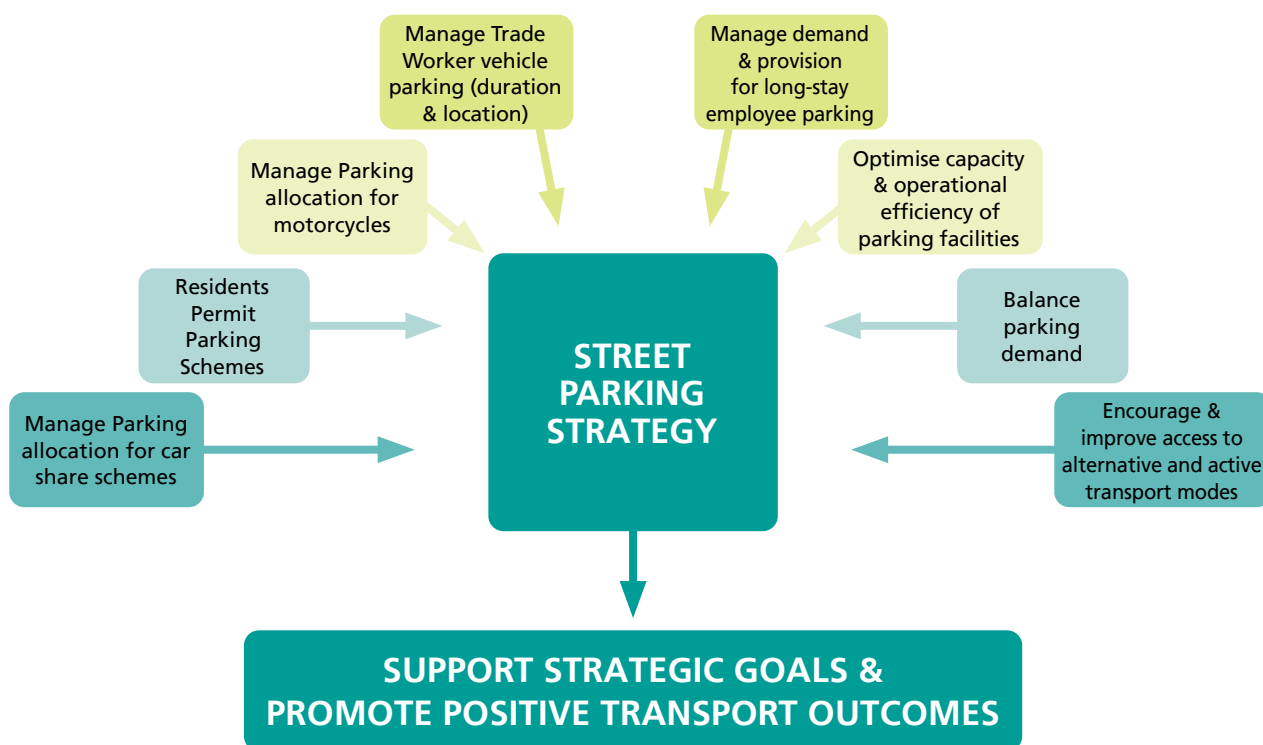 Manage Trade
Worker vehicle
parking (duration
& location)
Manage demand
& provision
for long-stay
employee parking
Manage Parking
allocation for
motorcycles
Optimise capacity
& operational
efficiency of
parking facilities
Residents
Permit
Parking
Schemes
Balance
parking
demand
Manage Parking
allocation for car
share schemes
Encourage &
improve access to
alternative and active
transport modes
STREET
PARKING
STRATEGY
SUPPORT STRATEGIC GOALS &
PROMOTE POSITIVE TRANSPORT OUTCOMES